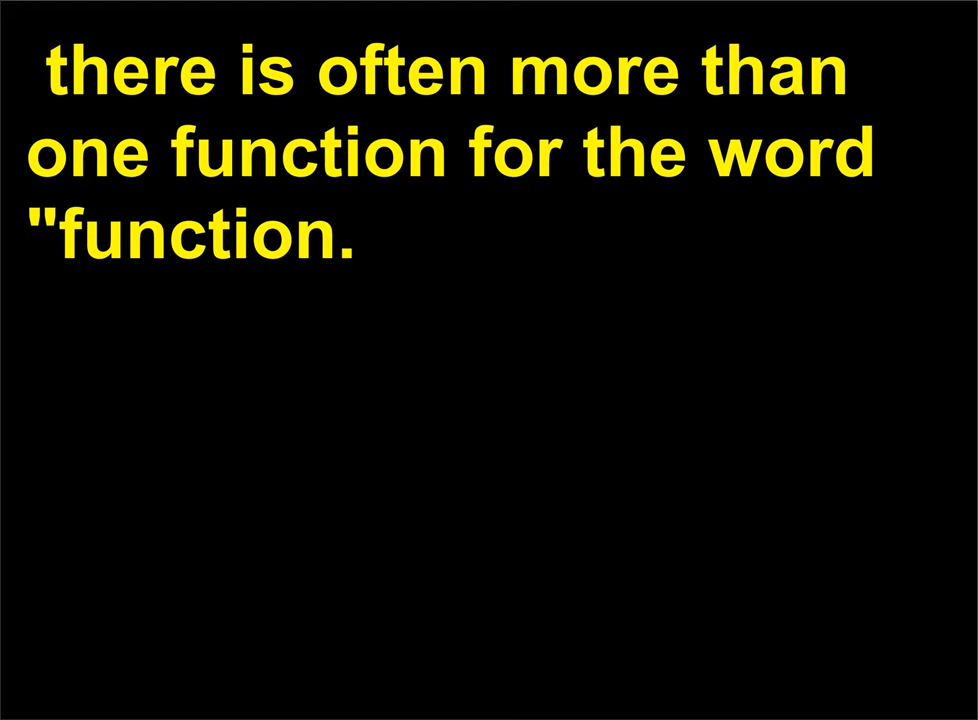 there is often more than
one function for the word
"function.